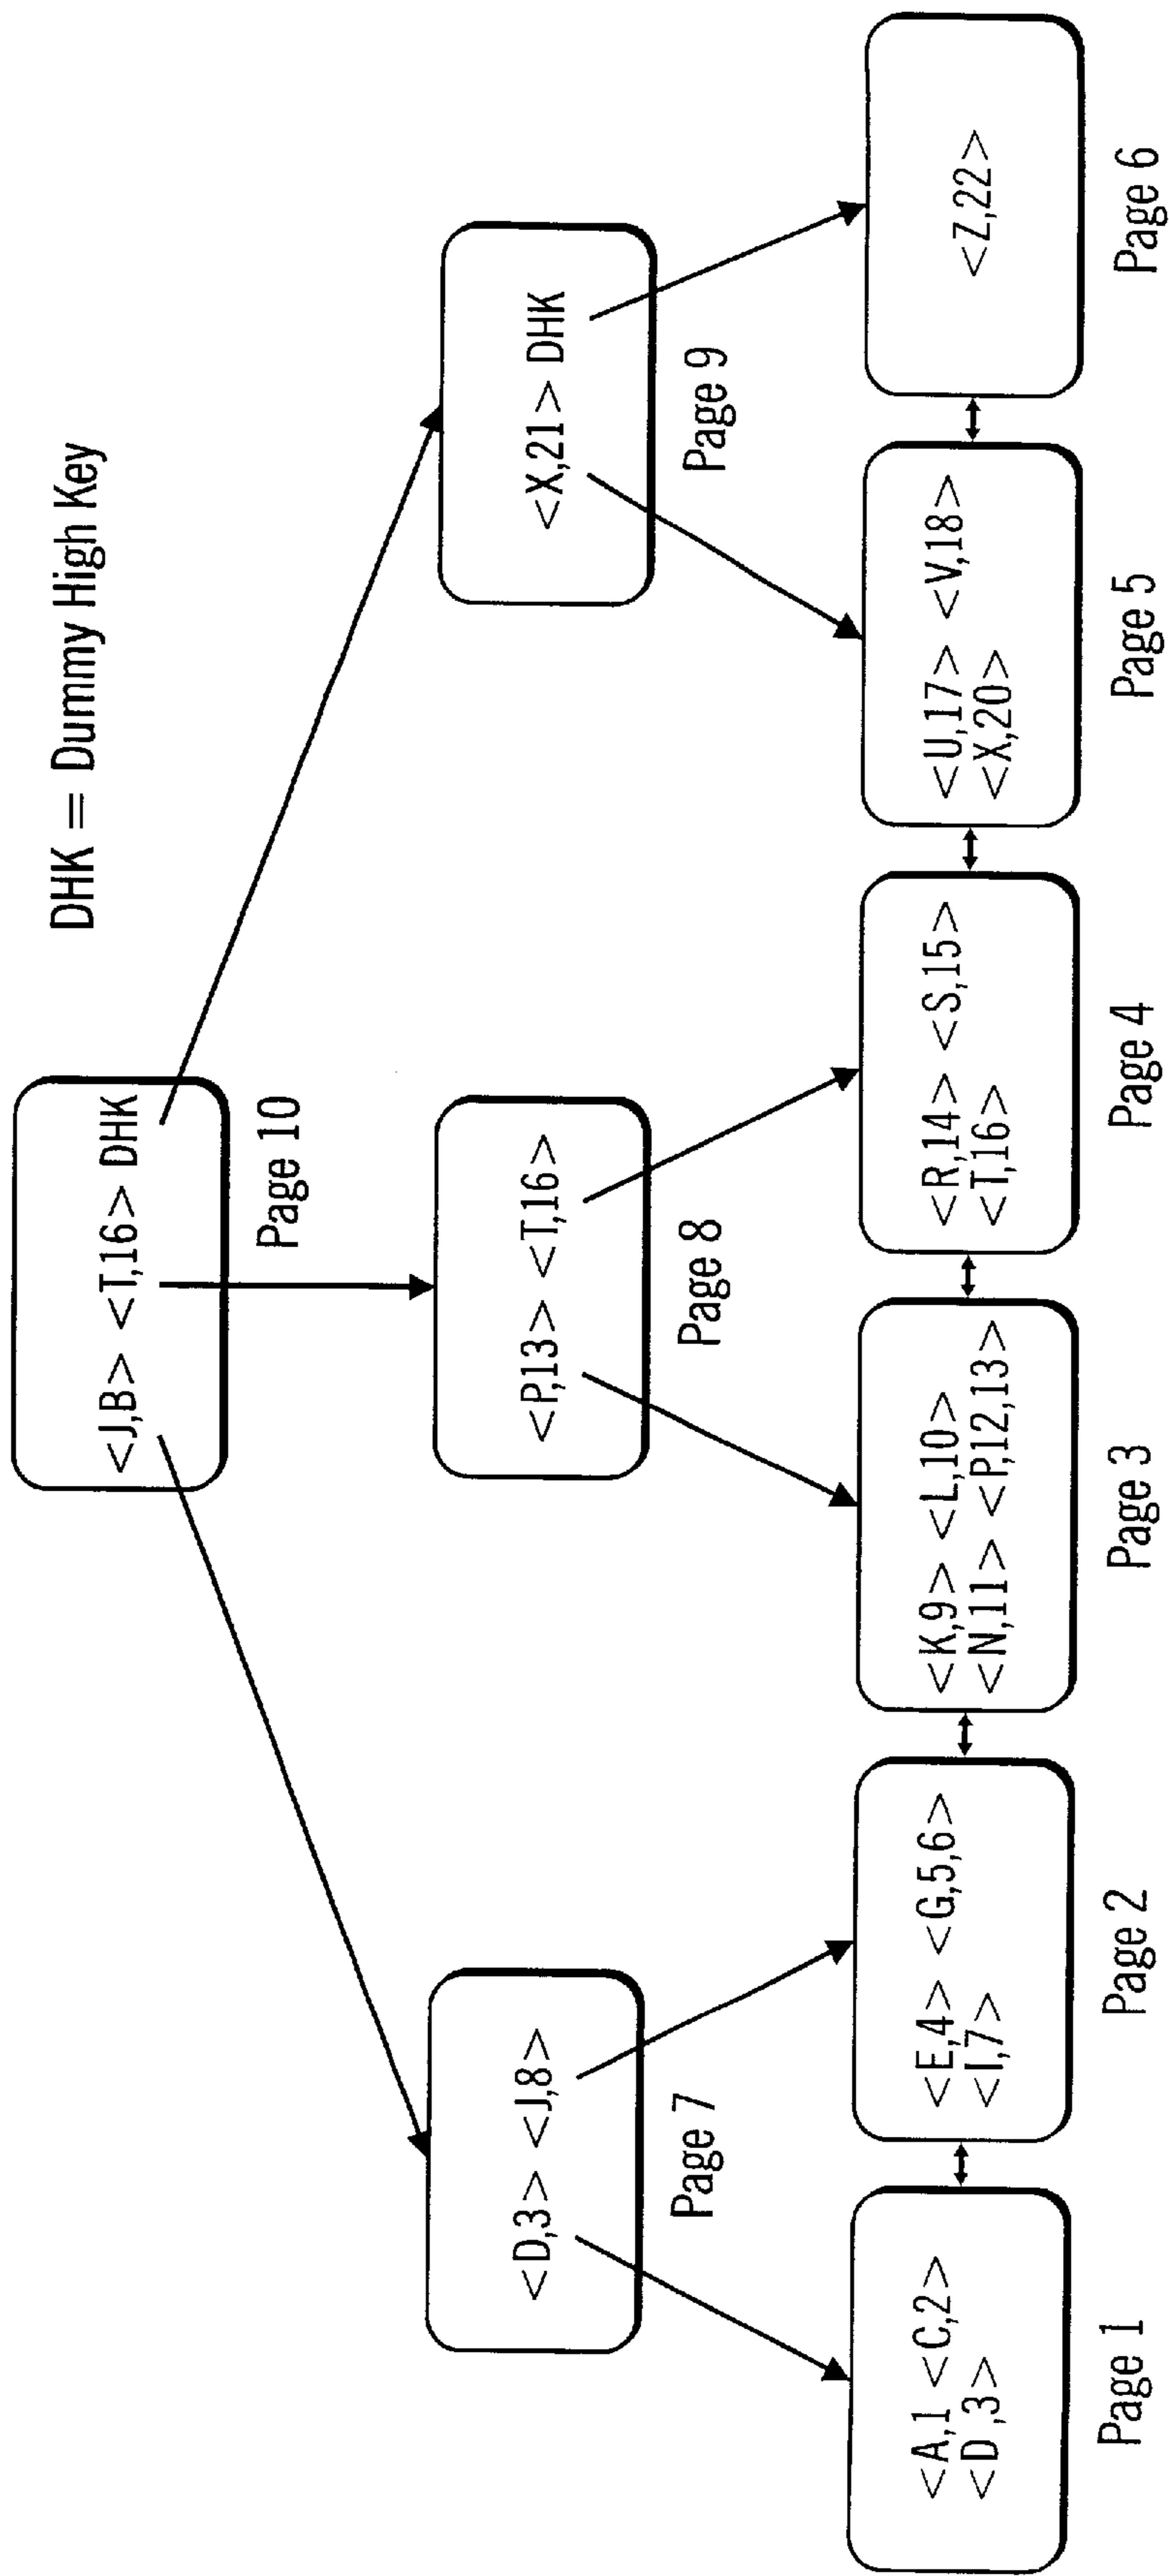 DHK = Dummy High Key
<J,B> <T,16> DHK
Page 10
<D,3> <J,8>
Page 7
<P,13> <T,16>
Page 8
<X,21> DHK
Page 9
<A,1 <C,2>
<D ,3>
Page 1
<E,4> <G,5,6>
<I,7>
Page 2
<K,9> <L,10>
<N,11> <P,12,13>
Page 3
<R,14> <S,15>
<T,16>
Page 4
<U,17> <V,18>
<X,20>
Page 5
<Z,22>
Page 6